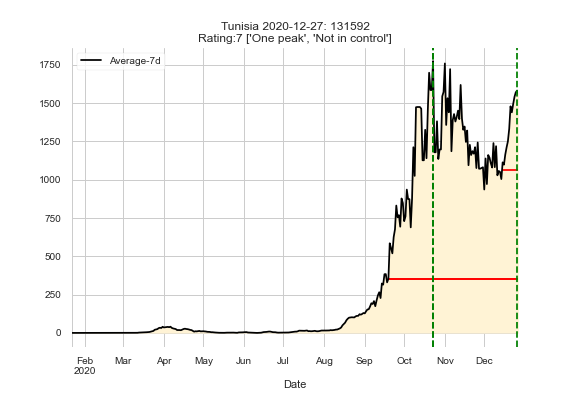 Tunisia 2020-12-27: 131592
Rating:7 ['One peak', 'Not in control']
Average-7d
1750
1500
1250
1000
750
500
250
0
Feb Mar Apr May Jun Jul Aug Sep Oct Nov Dec
2020
Date